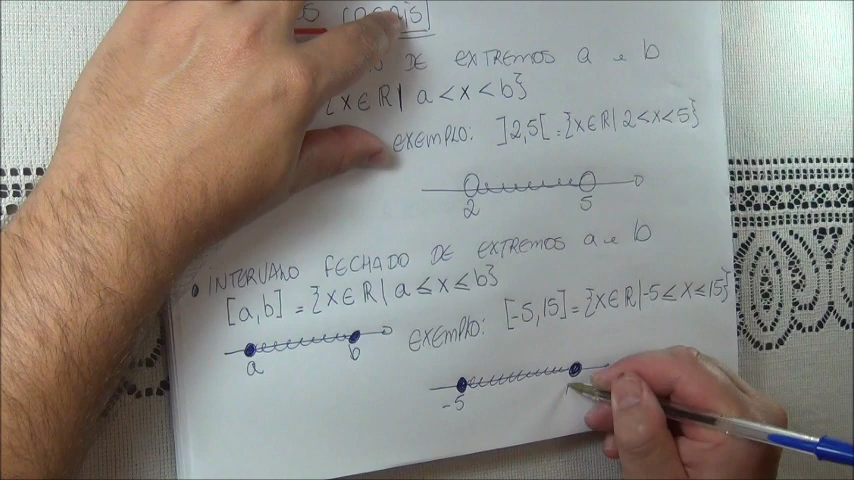 DE EXTREMOS a e b
{x∈ℝ| a<x<b}
EXEMPLO: ]2,5[ = {x∈ℝ| 2<x<5}
2 5
• INTERVALO FECHADO DE EXTREMOS a e b
[a,b] = {x∈ℝ| a≤x≤b}
EXEMPLO: [-5,15] = {x∈ℝ|-5≤x≤15}
a b
-5